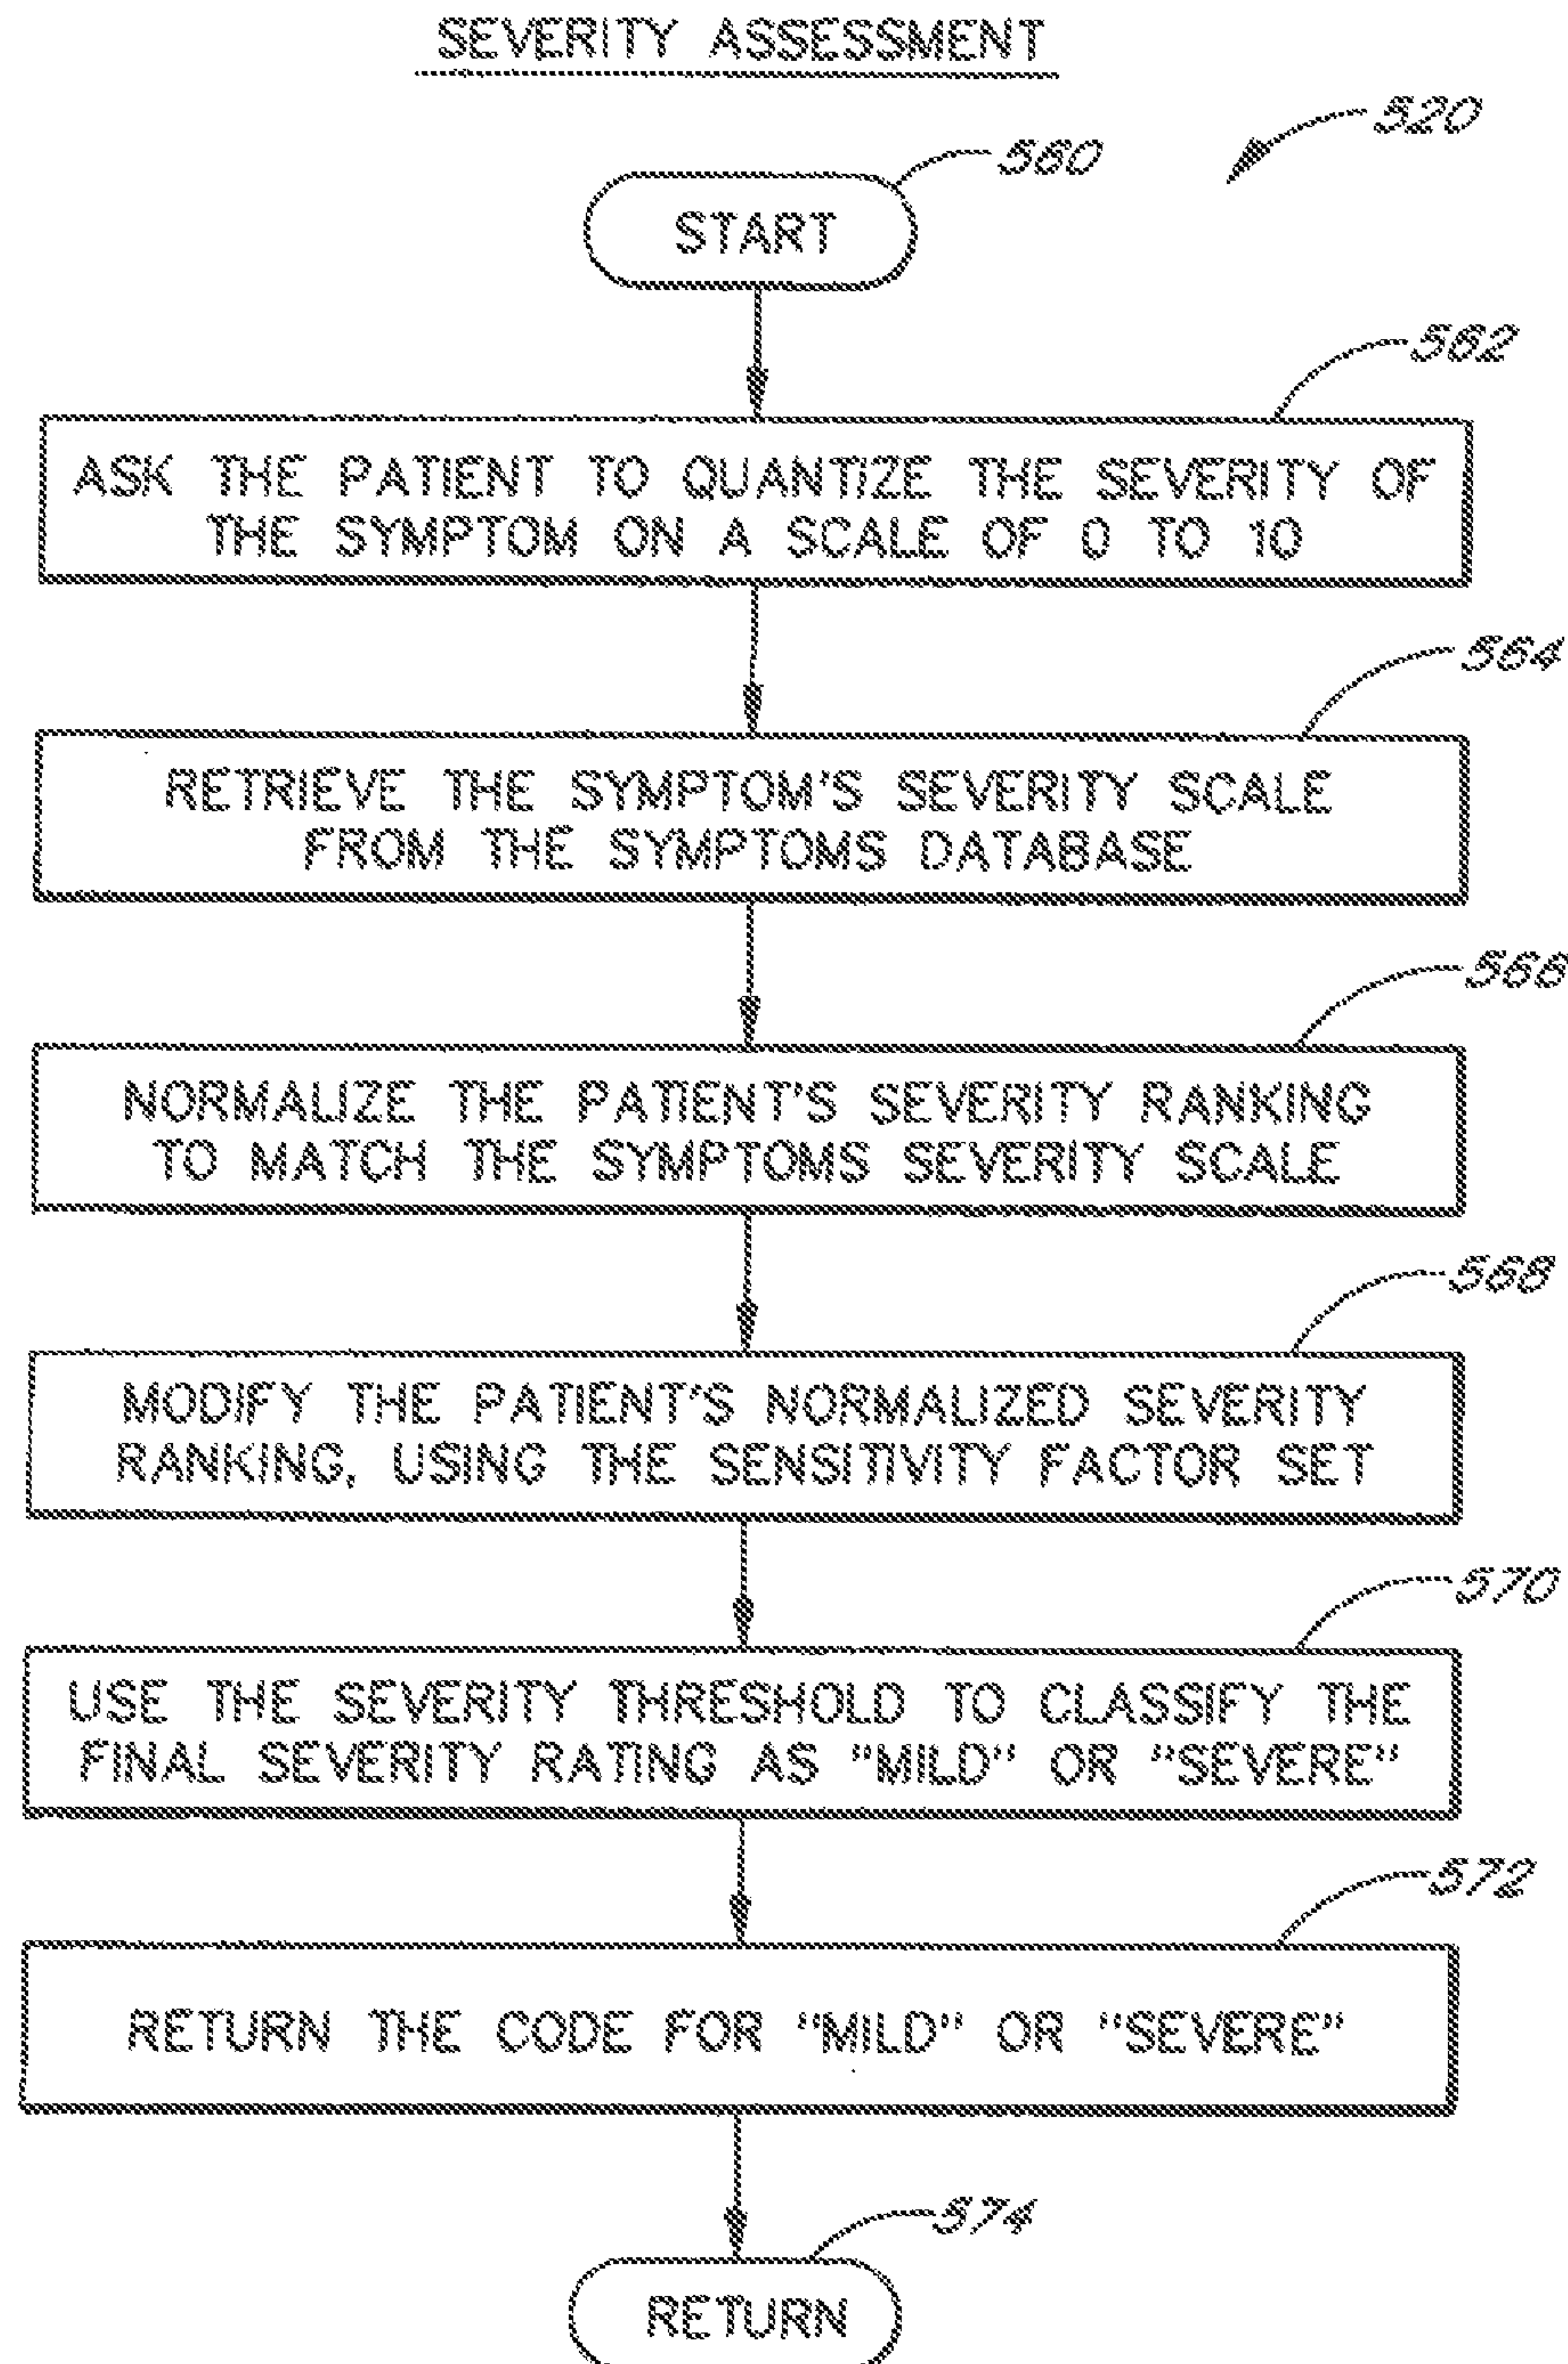 SEVERITY ASSESSMENT
520
560
START
562
ASK THE PATIENT TO QUANTIZE THE SEVERITY OF
THE SYMPTOM ON A SCALE OF 0 TO 10
564
RETRIEVE THE SYMPTOM'S SEVERITY SCALE
FROM THE SYMPTOMS DATABASE
566
NORMALIZE THE PATIENT'S SEVERITY RANKING
TO MATCH THE SYMPTOMS SEVERITY SCALE
568
MODIFY THE PATIENT'S NORMALIZED SEVERITY
RANKING, USING THE SENSITIVITY FACTOR SET
570
USE THE SEVERITY THRESHOLD TO CLASSIFY THE
FINAL SEVERITY RATING AS "MILD" OR "SEVERE"
572
RETURN THE CODE FOR "MILD" OR "SEVERE"
574
RETURN